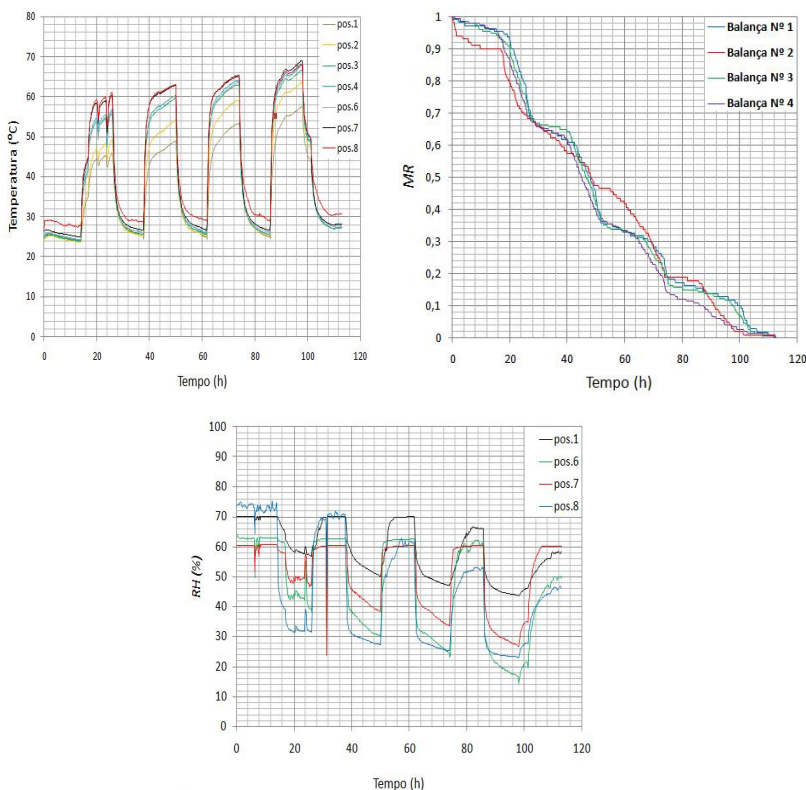 Temperatura (ºC)
80
70
60
50
40
30
20
10
0
0 20 40 60 80 100 120
Tempo (h)
pos.1
pos.2
pos.3
pos.4
pos.6
pos.7
pos.8
MR
1
0,9
0,8
0,7
0,6
0,5
0,4
0,3
0,2
0,1
0
0 20 40 60 80 100 120
Tempo (h)
Balança Nº 1
Balança Nº 2
Balança Nº 3
Balança Nº 4
RH (%)
100
90
80
70
60
50
40
30
20
10
0
0 20 40 60 80 100 120
Tempo (h)
pos.1
pos.6
pos.7
pos.8